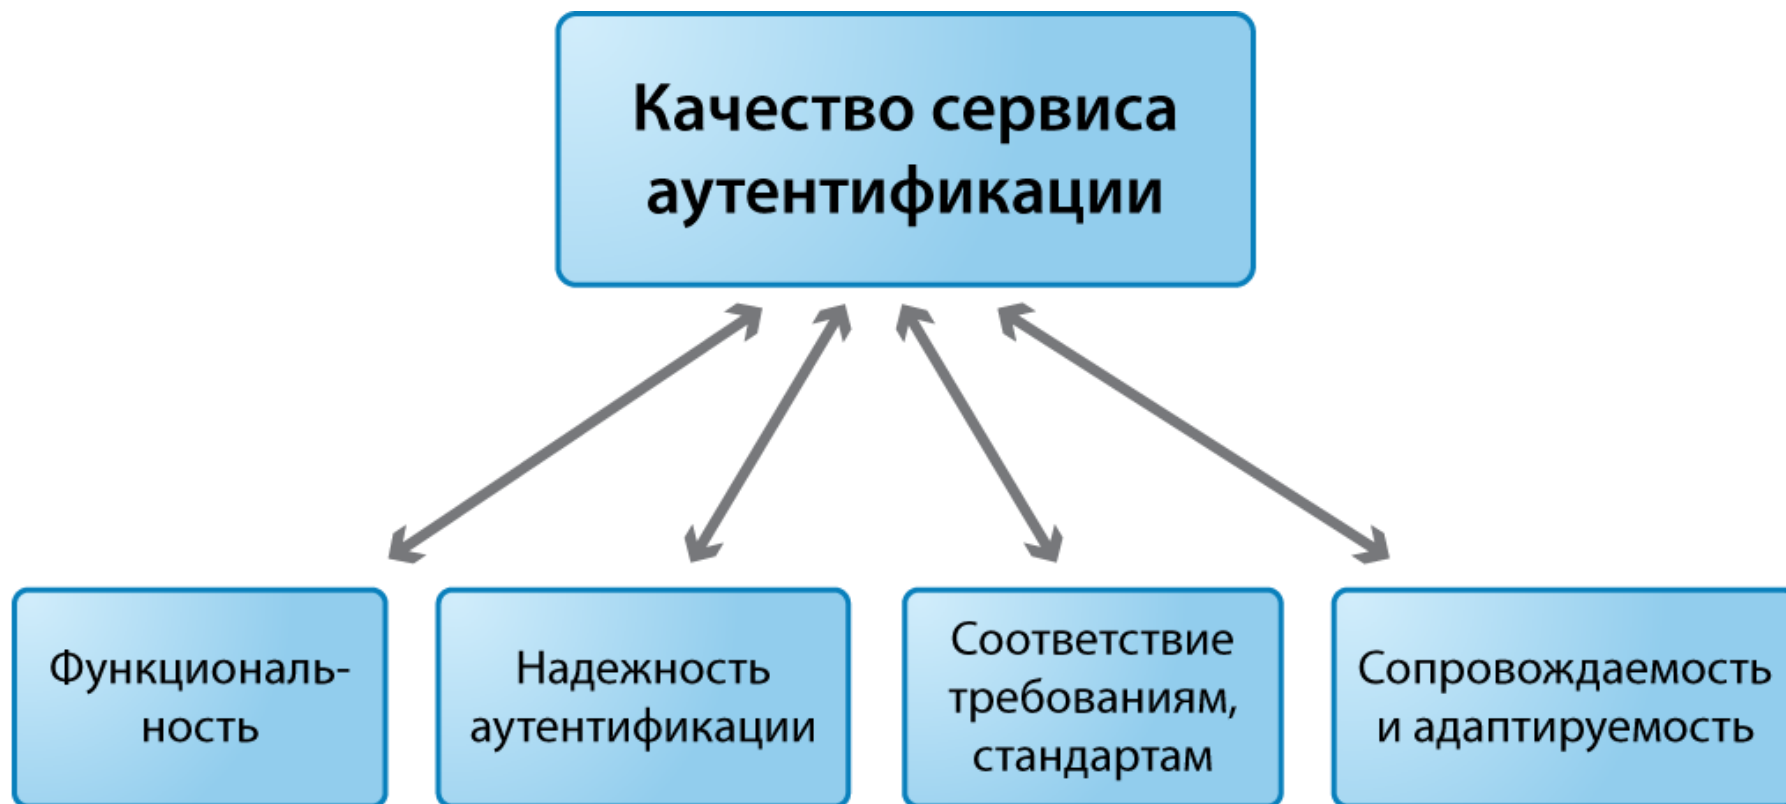 Качество сервиса
аутентификации
Функциональ-
ность
Надежность
аутентификации
Соответствие
требованиям,
стандартам
Сопровождаемость
и адаптируемость